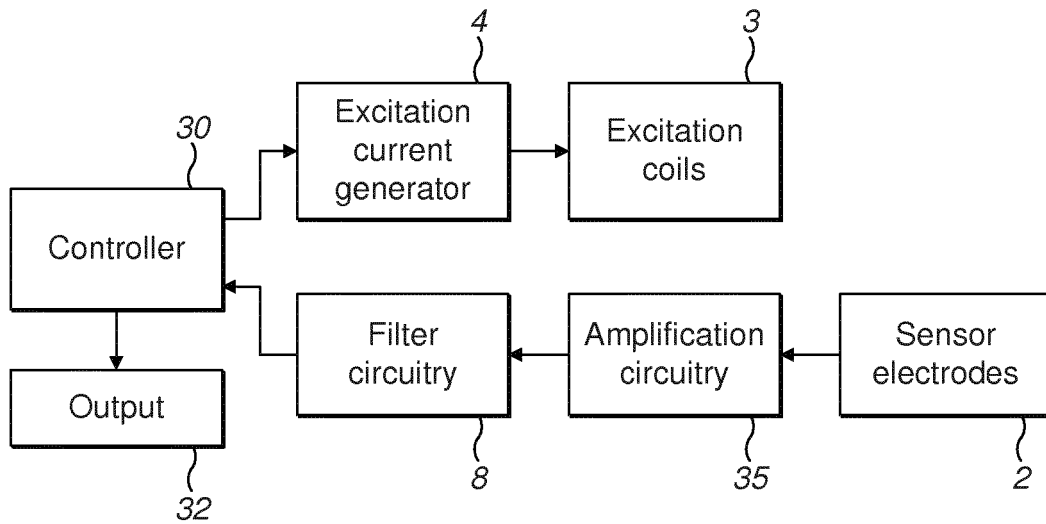 4
3
30
Excitation
current
generator
Excitation
coils
Controller
Filter
circuitry
Amplification
circuitry
Sensor
electrodes
Output
32
8
35
2